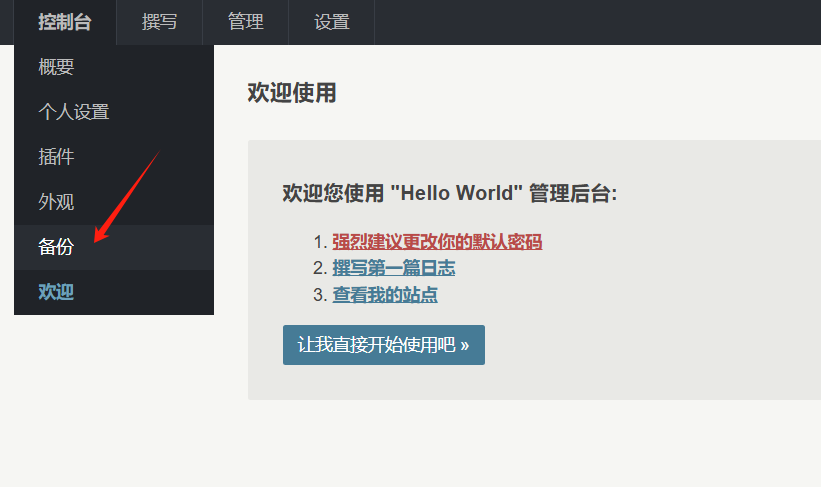 控制台 撰写 管理 设置
概要
个人设置
插件
外观
备份
欢迎
欢迎使用
欢迎您使用 "Hello World" 管理后台:
1. 强烈建议更改你的默认密码
2. 撰写第一篇日志
3. 查看我的站点
让我直接开始使用吧 »